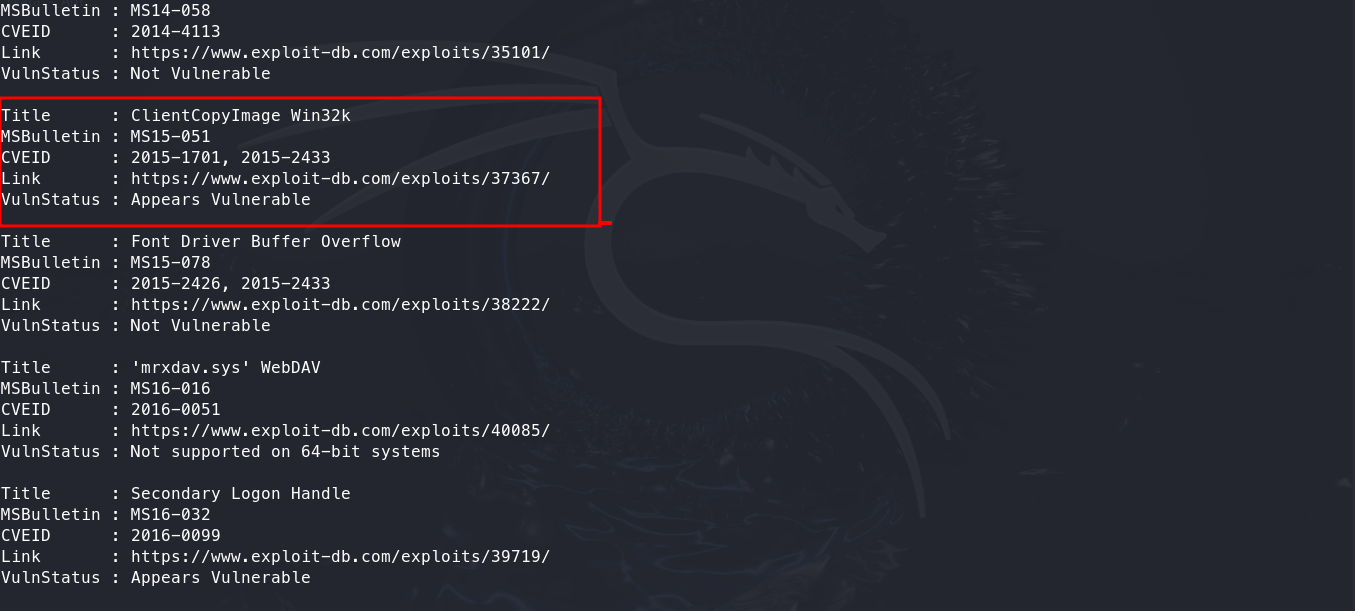 MSBulletin : MS14-058
CVEID      : 2014-4113
Link       : https://www.exploit-db.com/exploits/35101/
VulnStatus : Not Vulnerable
Title      : ClientCopyImage Win32k
MSBulletin : MS15-051
CVEID      : 2015-1701, 2015-2433
Link       : https://www.exploit-db.com/exploits/37367/
VulnStatus : Appears Vulnerable
Title      : Font Driver Buffer Overflow
MSBulletin : MS15-078
CVEID      : 2015-2426, 2015-2433
Link       : https://www.exploit-db.com/exploits/38222/
VulnStatus : Not Vulnerable
Title      : 'mrxdav.sys' WebDAV
MSBulletin : MS16-016
CVEID      : 2016-0051
Link       : https://www.exploit-db.com/exploits/40085/
VulnStatus : Not supported on 64-bit systems
Title      : Secondary Logon Handle
MSBulletin : MS16-032
CVEID      : 2016-0099
Link       : https://www.exploit-db.com/exploits/39719/
VulnStatus : Appears Vulnerable